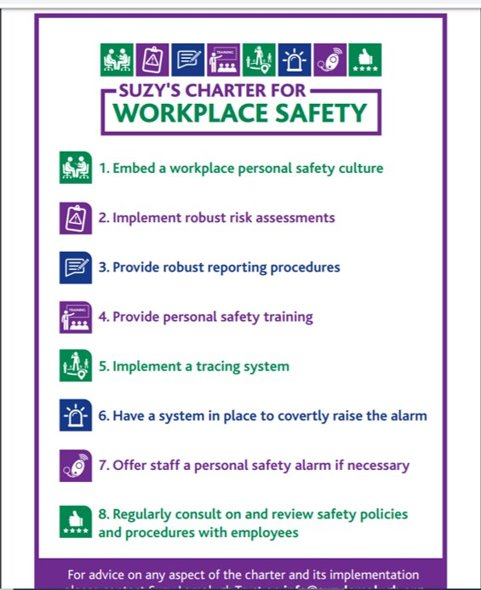 TRAINING
SUZY'S CHARTER FOR
WORKPLACE SAFETY
1. Embed a workplace personal safety culture
2. Implement robust risk assessments
3. Provide robust reporting procedures
TRAINING
4. Provide personal safety training
5. Implement a tracing system
6. Have a system in place to covertly raise the alarm
7. Offer staff a personal safety alarm if necessary
8. Regularly consult on and review safety policies
and procedures with employees
For advice on any aspect of the charter and its implementation